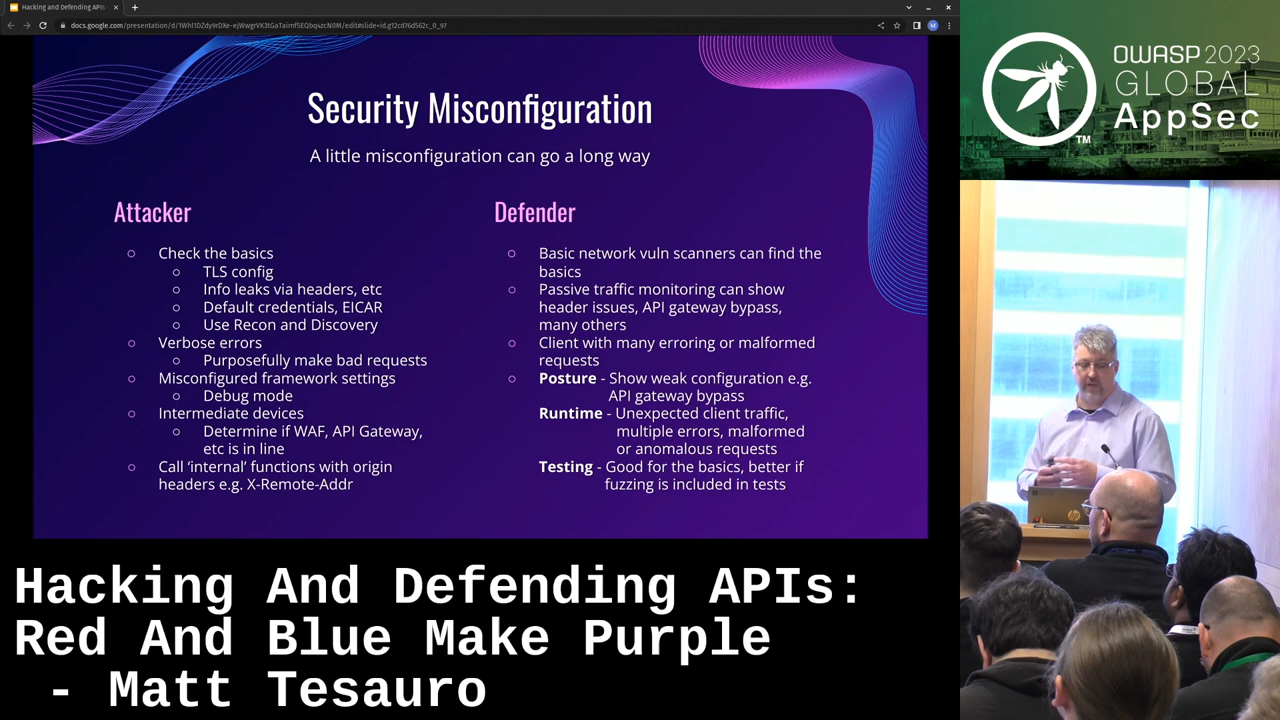 Hacking and Defending APIs
docs.google.com/presentation/d/
Security Misconfiguration
A little misconfiguration can go a long way
Attacker
Check the basics
TLS config
Info leaks via headers, etc
Default credentials, EICAR
Use Recon and Discovery
Verbose errors
Purposefully make bad requests
Misconfigured framework settings
Debug mode
Intermediate devices
Determine if WAF, API Gateway,
etc is in line
Call ‘internal’ functions with origin
headers e.g. X-Remote-Addr
Defender
Basic network vuln scanners can find the
basics
Passive traffic monitoring can show
header issues, API gateway bypass,
many others
Client with many erroring or malformed
requests
Posture - Show weak configuration e.g.
API gateway bypass
Runtime - Unexpected client traffic,
multiple errors, malformed
or anomalous requests
Testing - Good for the basics, better if
fuzzing is included in tests
OWASP 2023
GLOBAL
AppSec
TM
hp
Hacking And Defending APIs:
Red And Blue Make Purple
- Matt Tesauro